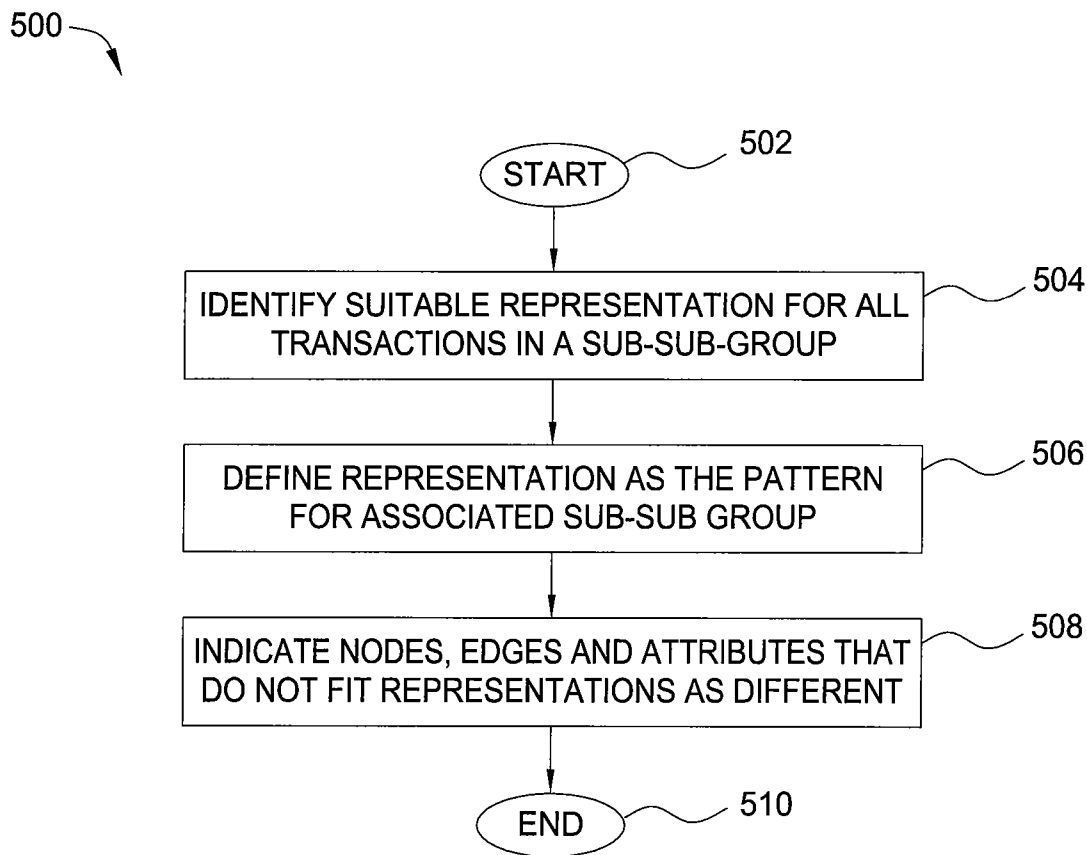 500
START
502
IDENTIFY SUITABLE REPRESENTATION FOR ALL
TRANSACTIONS IN A SUB-SUB-GROUP
504
DEFINE REPRESENTATION AS THE PATTERN
FOR ASSOCIATED SUB-SUB GROUP
506
INDICATE NODES, EDGES AND ATTRIBUTES THAT
DO NOT FIT REPRESENTATIONS AS DIFFERENT
508
END
510